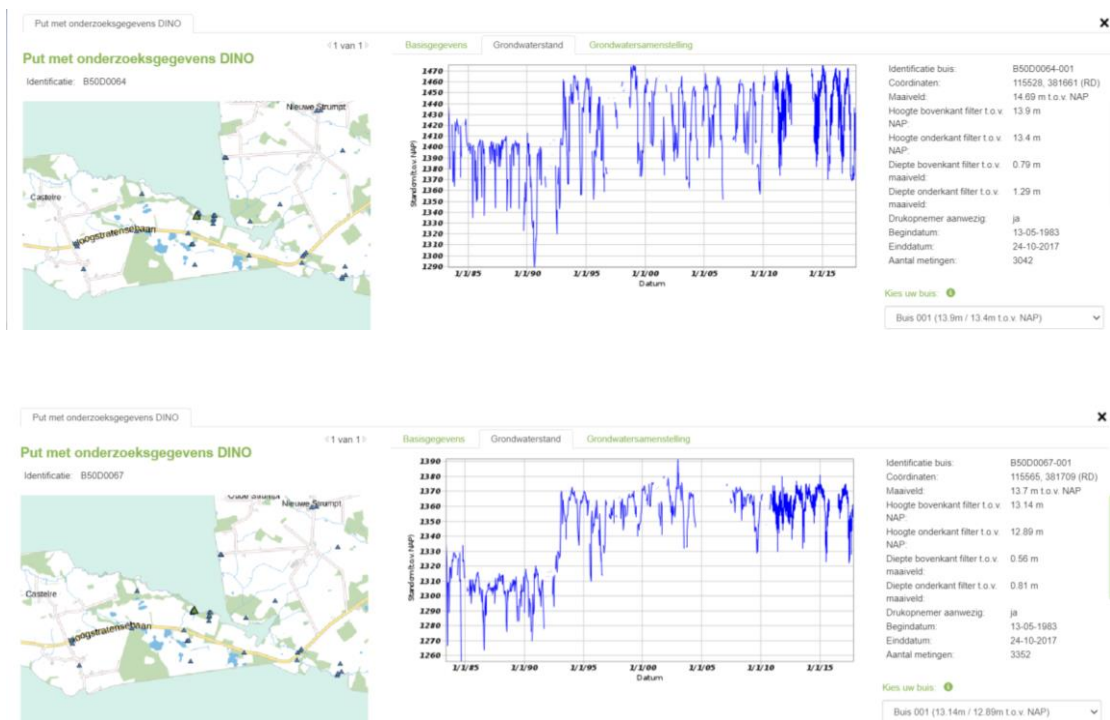 Put met onderzoeksgegevens DINO
1 van 1
Put met onderzoeksgegevens DINO
Identificatie: B50D0064
Nieuwe Strumpt
Castelre
Hoogstratensebaan
Basisgegevens Grondwaterstand Grondwatersamenstelling
Stand (cm t.o.v. NAP)
1470
1460
1450
1440
1430
1420
1410
1400
1390
1380
1370
1360
1350
1340
1330
1320
1310
1300
1290
1/1/85 1/1/90 1/1/95 1/1/00 1/1/05 1/1/10 1/1/15
Datum
Identificatie buis: B50D0064-001
Coördinaten: 115528, 381661 (RD)
Maaiveld: 14.69 m t.o.v. NAP
Hoogte bovenkant filter t.o.v. 13.9 m
NAP:
Hoogte onderkant filter t.o.v. 13.4 m
NAP:
Diepte bovenkant filter t.o.v. 0.79 m
maaiveld:
Diepte onderkant filter t.o.v. 1.29 m
maaiveld:
Drukopnemer aanwezig: ja
Begindatum: 13-05-1983
Einddatum: 24-10-2017
Aantal metingen: 3042
Kies uw buis:
Buis 001 (13.9m / 13.4m t.o.v. NAP)
Put met onderzoeksgegevens DINO
1 van 1
Put met onderzoeksgegevens DINO
Identificatie: B50D0067
Oude Strumpt
Nieuwe Strumpt
Castelre
Hoogstratensebaan
Basisgegevens Grondwaterstand Grondwatersamenstelling
Stand (cm t.o.v. NAP)
1390
1380
1370
1360
1350
1340
1330
1320
1310
1300
1290
1280
1270
1260
1/1/85 1/1/90 1/1/95 1/1/00 1/1/05 1/1/10 1/1/15
Datum
Identificatie buis: B50D0067-001
Coördinaten: 115565, 381709 (RD)
Maaiveld: 13.7 m t.o.v. NAP
Hoogte bovenkant filter t.o.v. 13.14 m
NAP:
Hoogte onderkant filter t.o.v. 12.89 m
NAP:
Diepte bovenkant filter t.o.v. 0.56 m
maaiveld:
Diepte onderkant filter t.o.v. 0.81 m
maaiveld:
Drukopnemer aanwezig: ja
Begindatum: 13-05-1983
Einddatum: 24-10-2017
Aantal metingen: 3352
Kies uw buis:
Buis 001 (13.14m / 12.89m t.o.v. NAP)